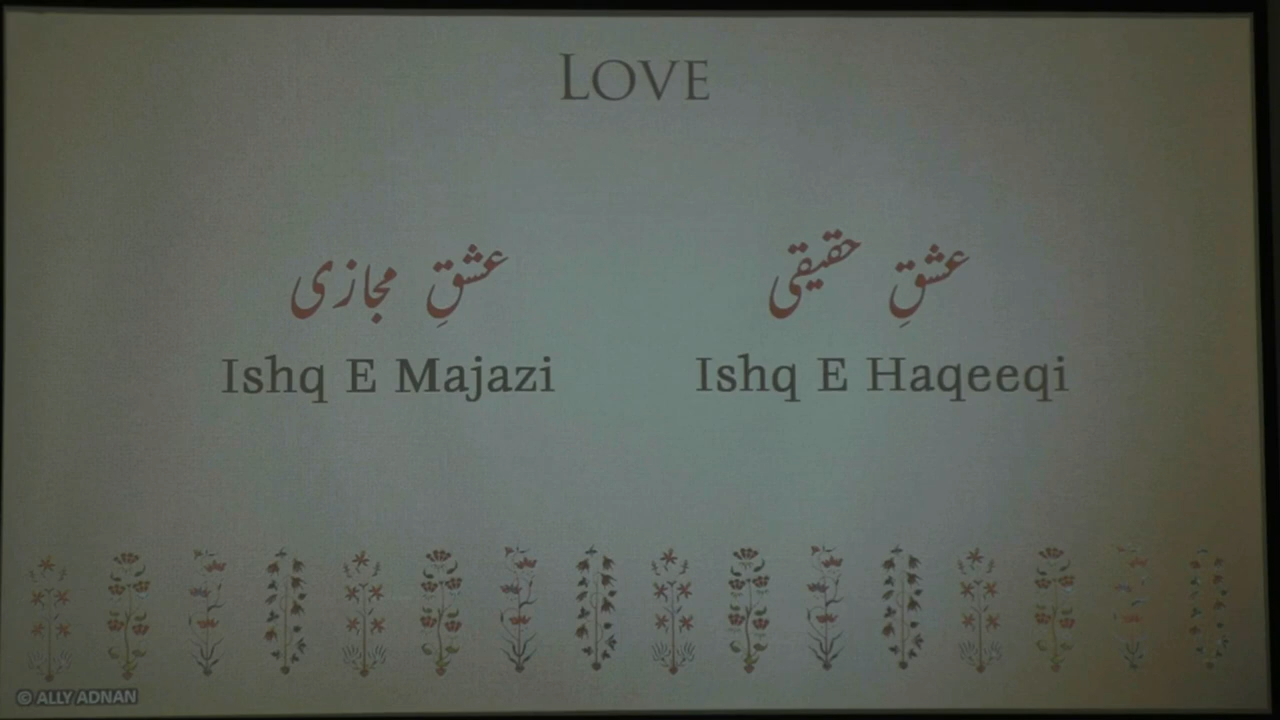 LOVE
عشقِ مجازی
عشقِ حقیقی
Ishq E Majazi
Ishq E Haqeeqi
© ALLY ADNAN